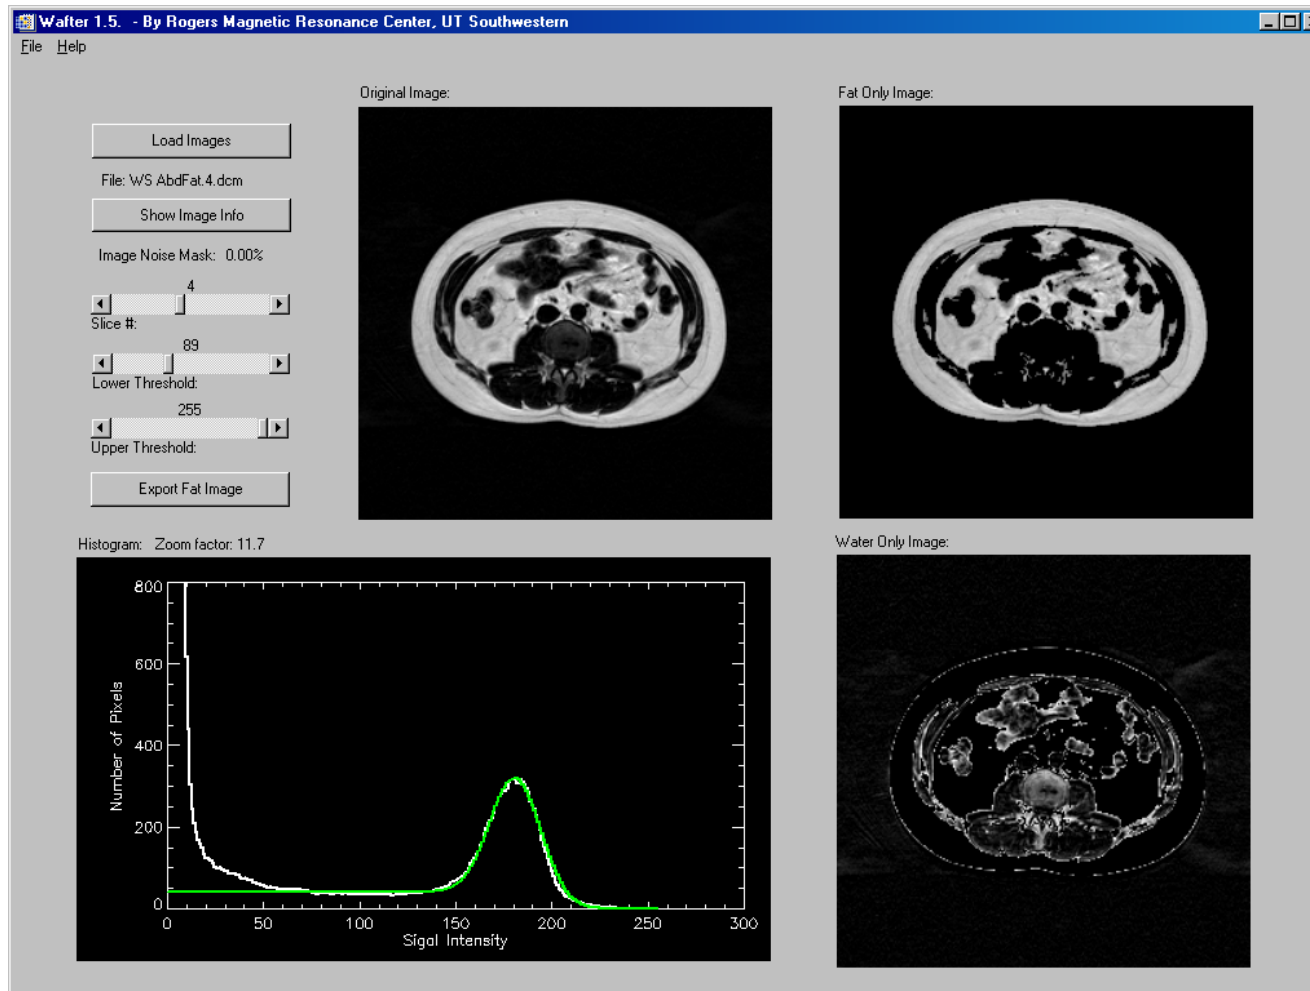 Wafter 1.5.  - By Rogers Magnetic Resonance Center, UT Southwestern
File Help
Original Image:
Fat Only Image:
Load Images
File: WS AbdFat.4.dcm
Show Image Info
Image Noise Mask: 0.00%
4
Slice #:
89
Lower Threshold:
255
Upper Threshold:
Export Fat Image
Histogram: Zoom factor: 11.7
Water Only Image:
800
600
400
200
0
Number of Pixels
0 50 100 150 200 250 300
Sigal Intensity